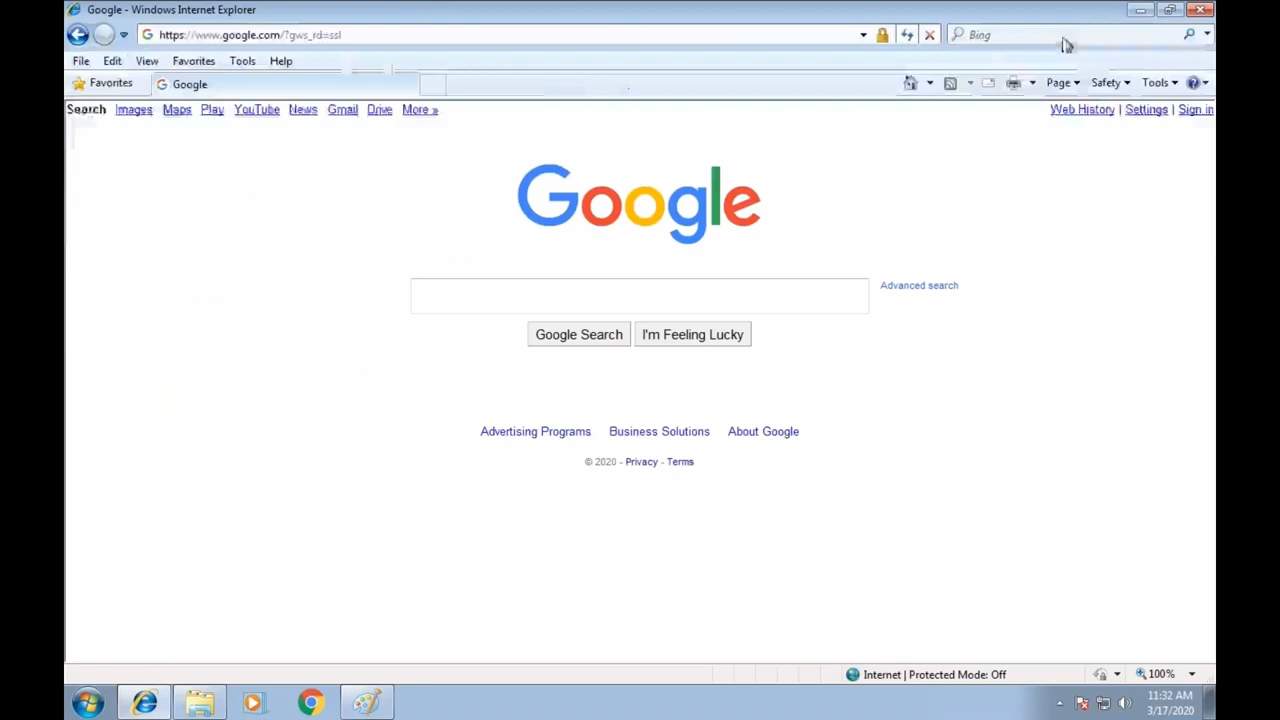 Google - Windows Internet Explorer
https://www.google.com/?gws_rd=ssl
Bing
File Edit View Favorites Tools Help
Favorites Google Page Safety Tools
Search Images Maps Play YouTube News Gmail Drive More »
Web History | Settings | Sign in
Google
Advanced search
Google Search I'm Feeling Lucky
Advertising Programs Business Solutions About Google
© 2020 - Privacy - Terms
Internet | Protected Mode: Off 100%
11:32 AM
3/17/2020